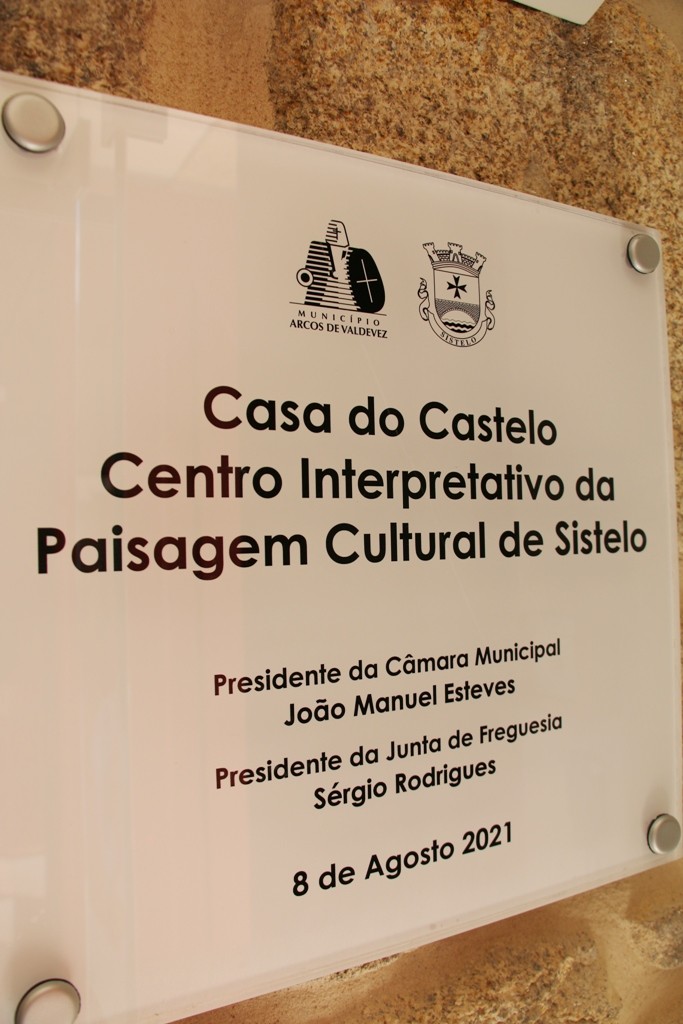 MUNICÍPIO
ARCOS DE VALDEVEZ
SISTELO
Casa do Castelo
Centro Interpretativo da
Paisagem Cultural de Sistelo
Presidente da Câmara Municipal
João Manuel Esteves
Presidente da Junta de Freguesia
Sérgio Rodrigues
8 de Agosto 2021